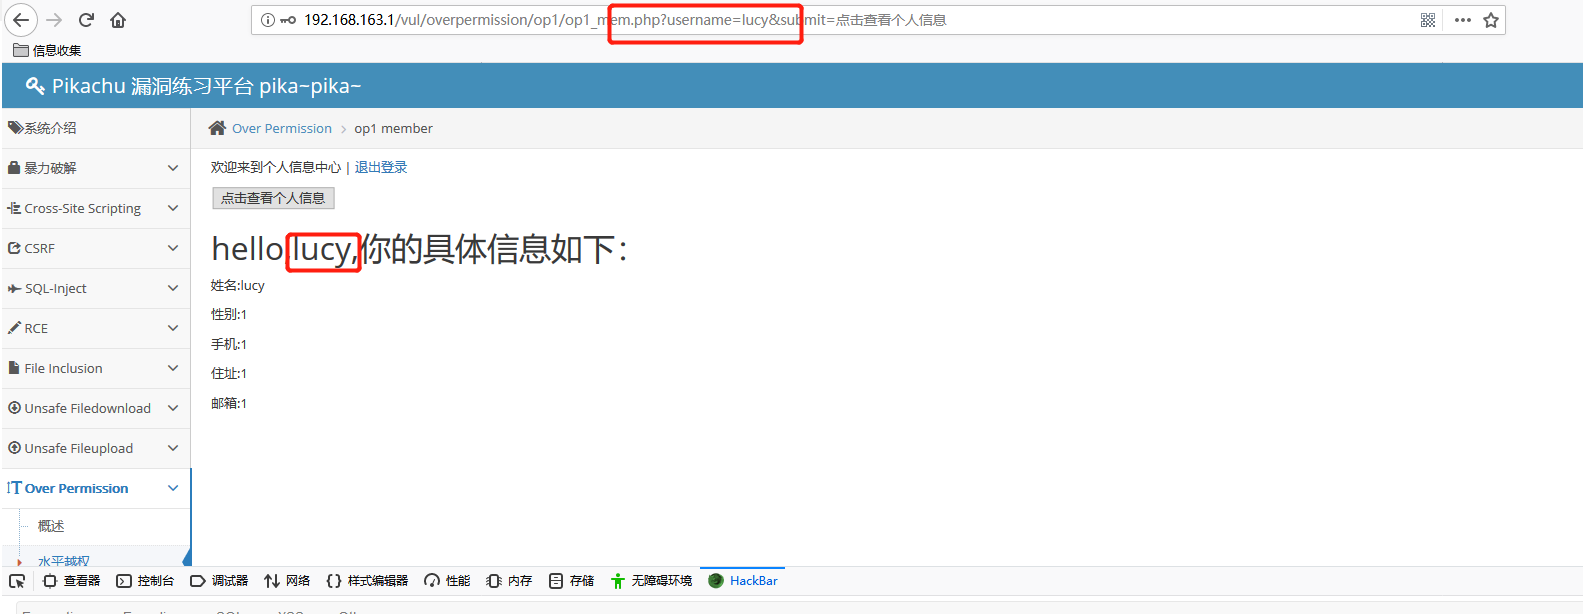 192.168.163.1/vul/overpermission/op1/op1_mem.php?username=lucy&submit=点击查看个人信息
信息收集
Pikachu 漏洞练习平台 pika~pika~
系统介绍
Over Permission
op1 member
暴力破解
欢迎来到个人信息中心 | 退出登录
点击查看个人信息
Cross-Site Scripting
CSRF
hello,lucy,你的具体信息如下：
SQL-Inject
姓名:lucy
性别:1
RCE
手机:1
File Inclusion
住址:1
Unsafe Filedownload
邮箱:1
Unsafe Fileupload
Over Permission
概述
水平越权
查看器
控制台
调试器
网络
{} 样式编辑器
性能
内存
存储
无障碍环境
HackBar